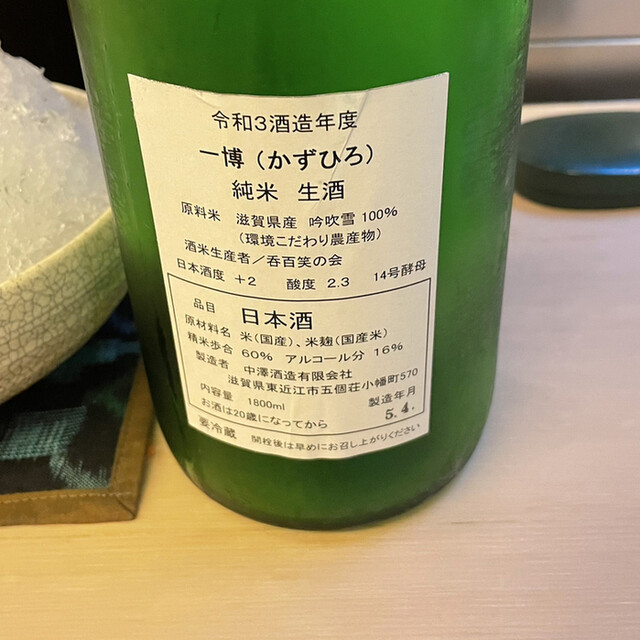 令和3酒造年度
一博（かずひろ）
純米 生酒
原料米 滋賀県産 吟吹雪 100%
（環境こだわり農産物）
酒米生産者／呑百笑の会
日本酒度 +2 酸度 2.3 14号酵母
品目 日本酒
原材料名 米（国産）、米麹（国産米）
精米歩合 60% アルコール分 16%
製造者 中澤酒造有限会社
滋賀県東近江市五個荘小幡町570
内容量 1800ml 製造年月
お酒は20歳になってから 5.4.
要冷蔵 開栓後は早めにお召し上がりください